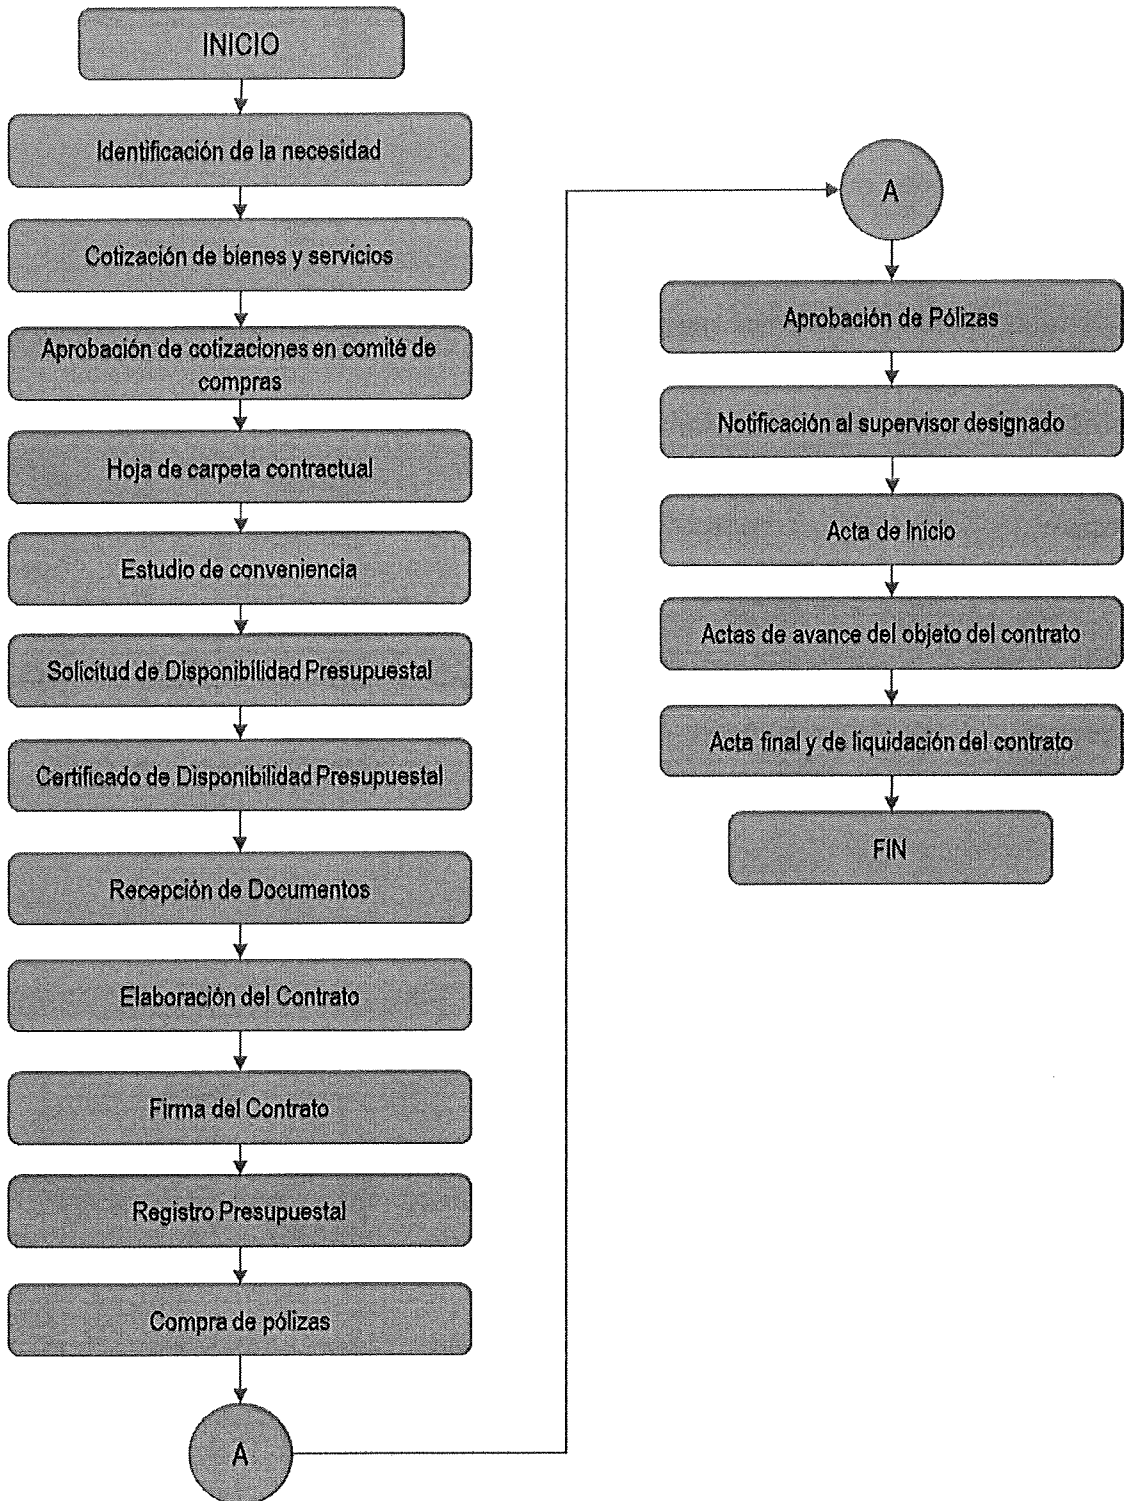 INICIO
Identificación de la necesidad
Cotización de bienes y servicios
Aprobación de cotizaciones en comité de
compras
Hoja de carpeta contractual
Estudio de conveniencia
Solicitud de Disponibilidad Presupuestal
Certificado de Disponibilidad Presupuestal
Recepción de Documentos
Elaboración del Contrato
Firma del Contrato
Registro Presupuestal
Compra de pólizas
A
A
Aprobación de Pólizas
Notificación al supervisor designado
Acta de Inicio
Actas de avance del objeto del contrato
Acta final y de liquidación del contrato
FIN